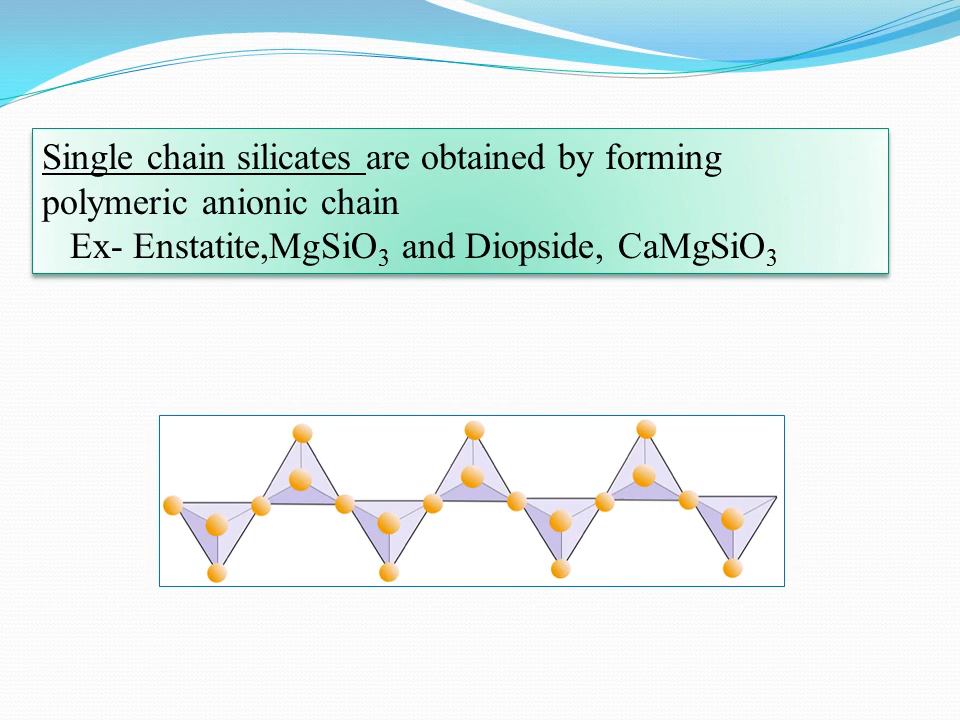 Single chain silicates are obtained by forming
polymeric anionic chain
Ex- Enstatite,MgSiO₃ and Diopside, CaMgSiO₃